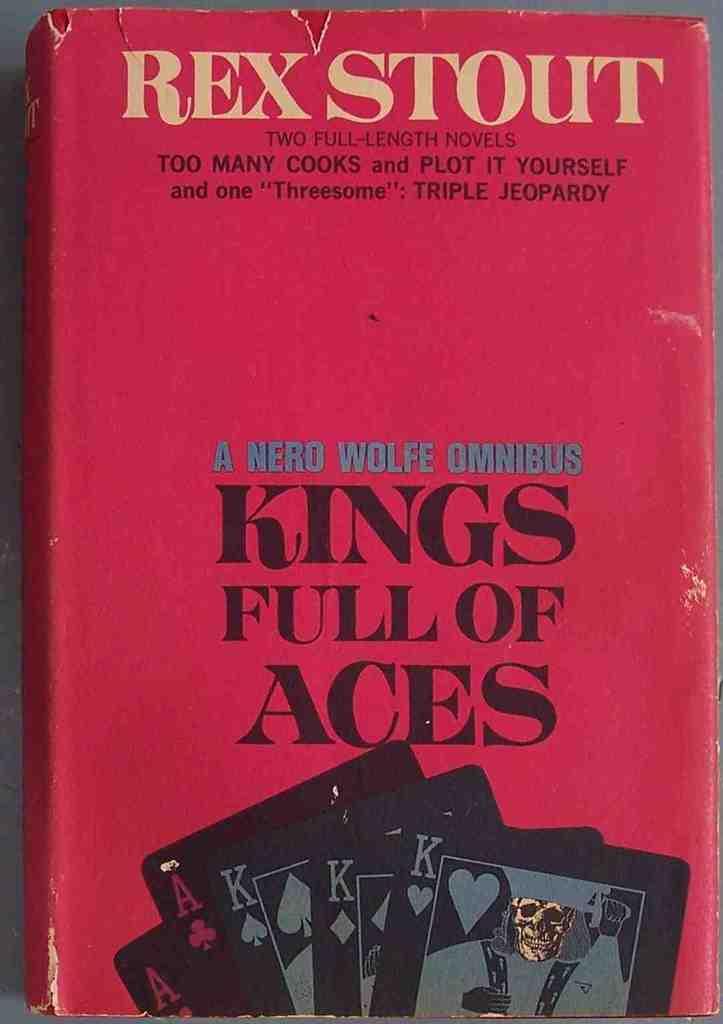 REX STOUT
TWO FULL-LENGTH NOVELS
TOO MANY COOKS and PLOT IT YOURSELF
and one "Threesome": TRIPLE JEOPARDY
A NERO WOLFE OMNIBUS
KINGS
FULL OF
ACES
A
A
K
K
K